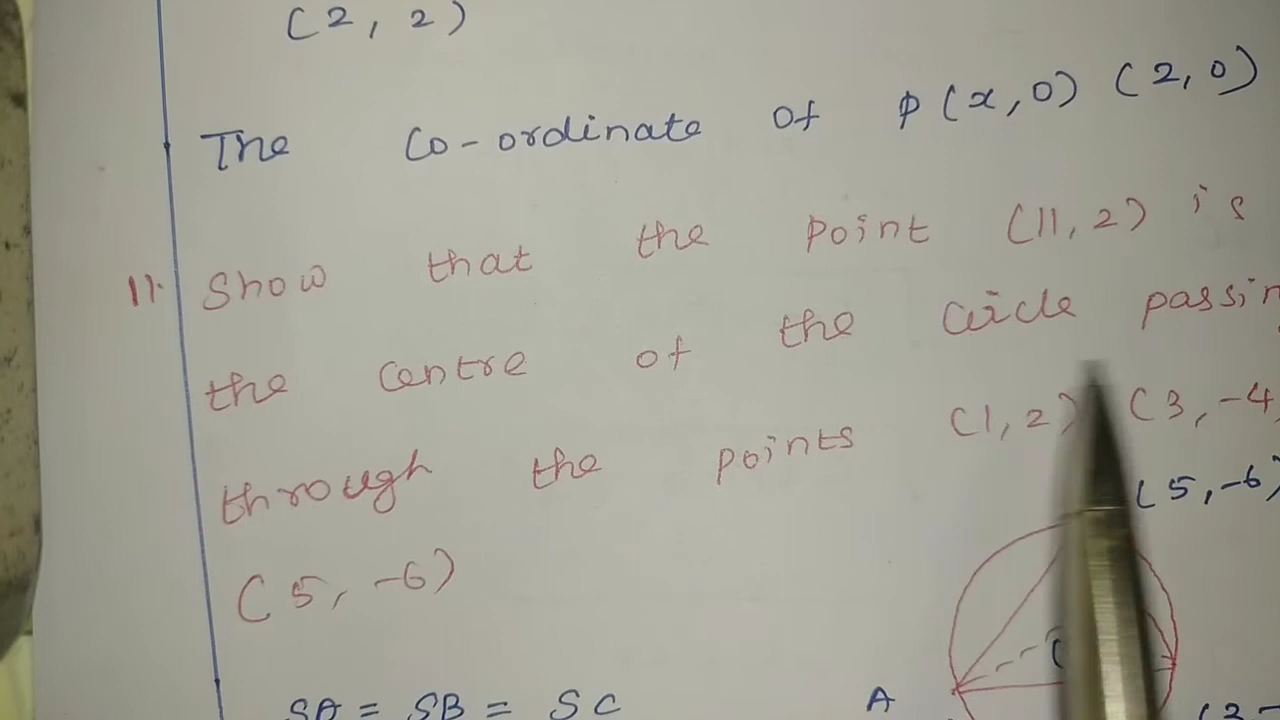 (2, 2)
The Co-ordinate of P(x, 0) (2, 0)
11. Show that the point (11, 2) is
the centre of the circle passin
through the points (1, 2) (3, -4,
(5, -6)
(5, -6)
SA = SB = SC
A